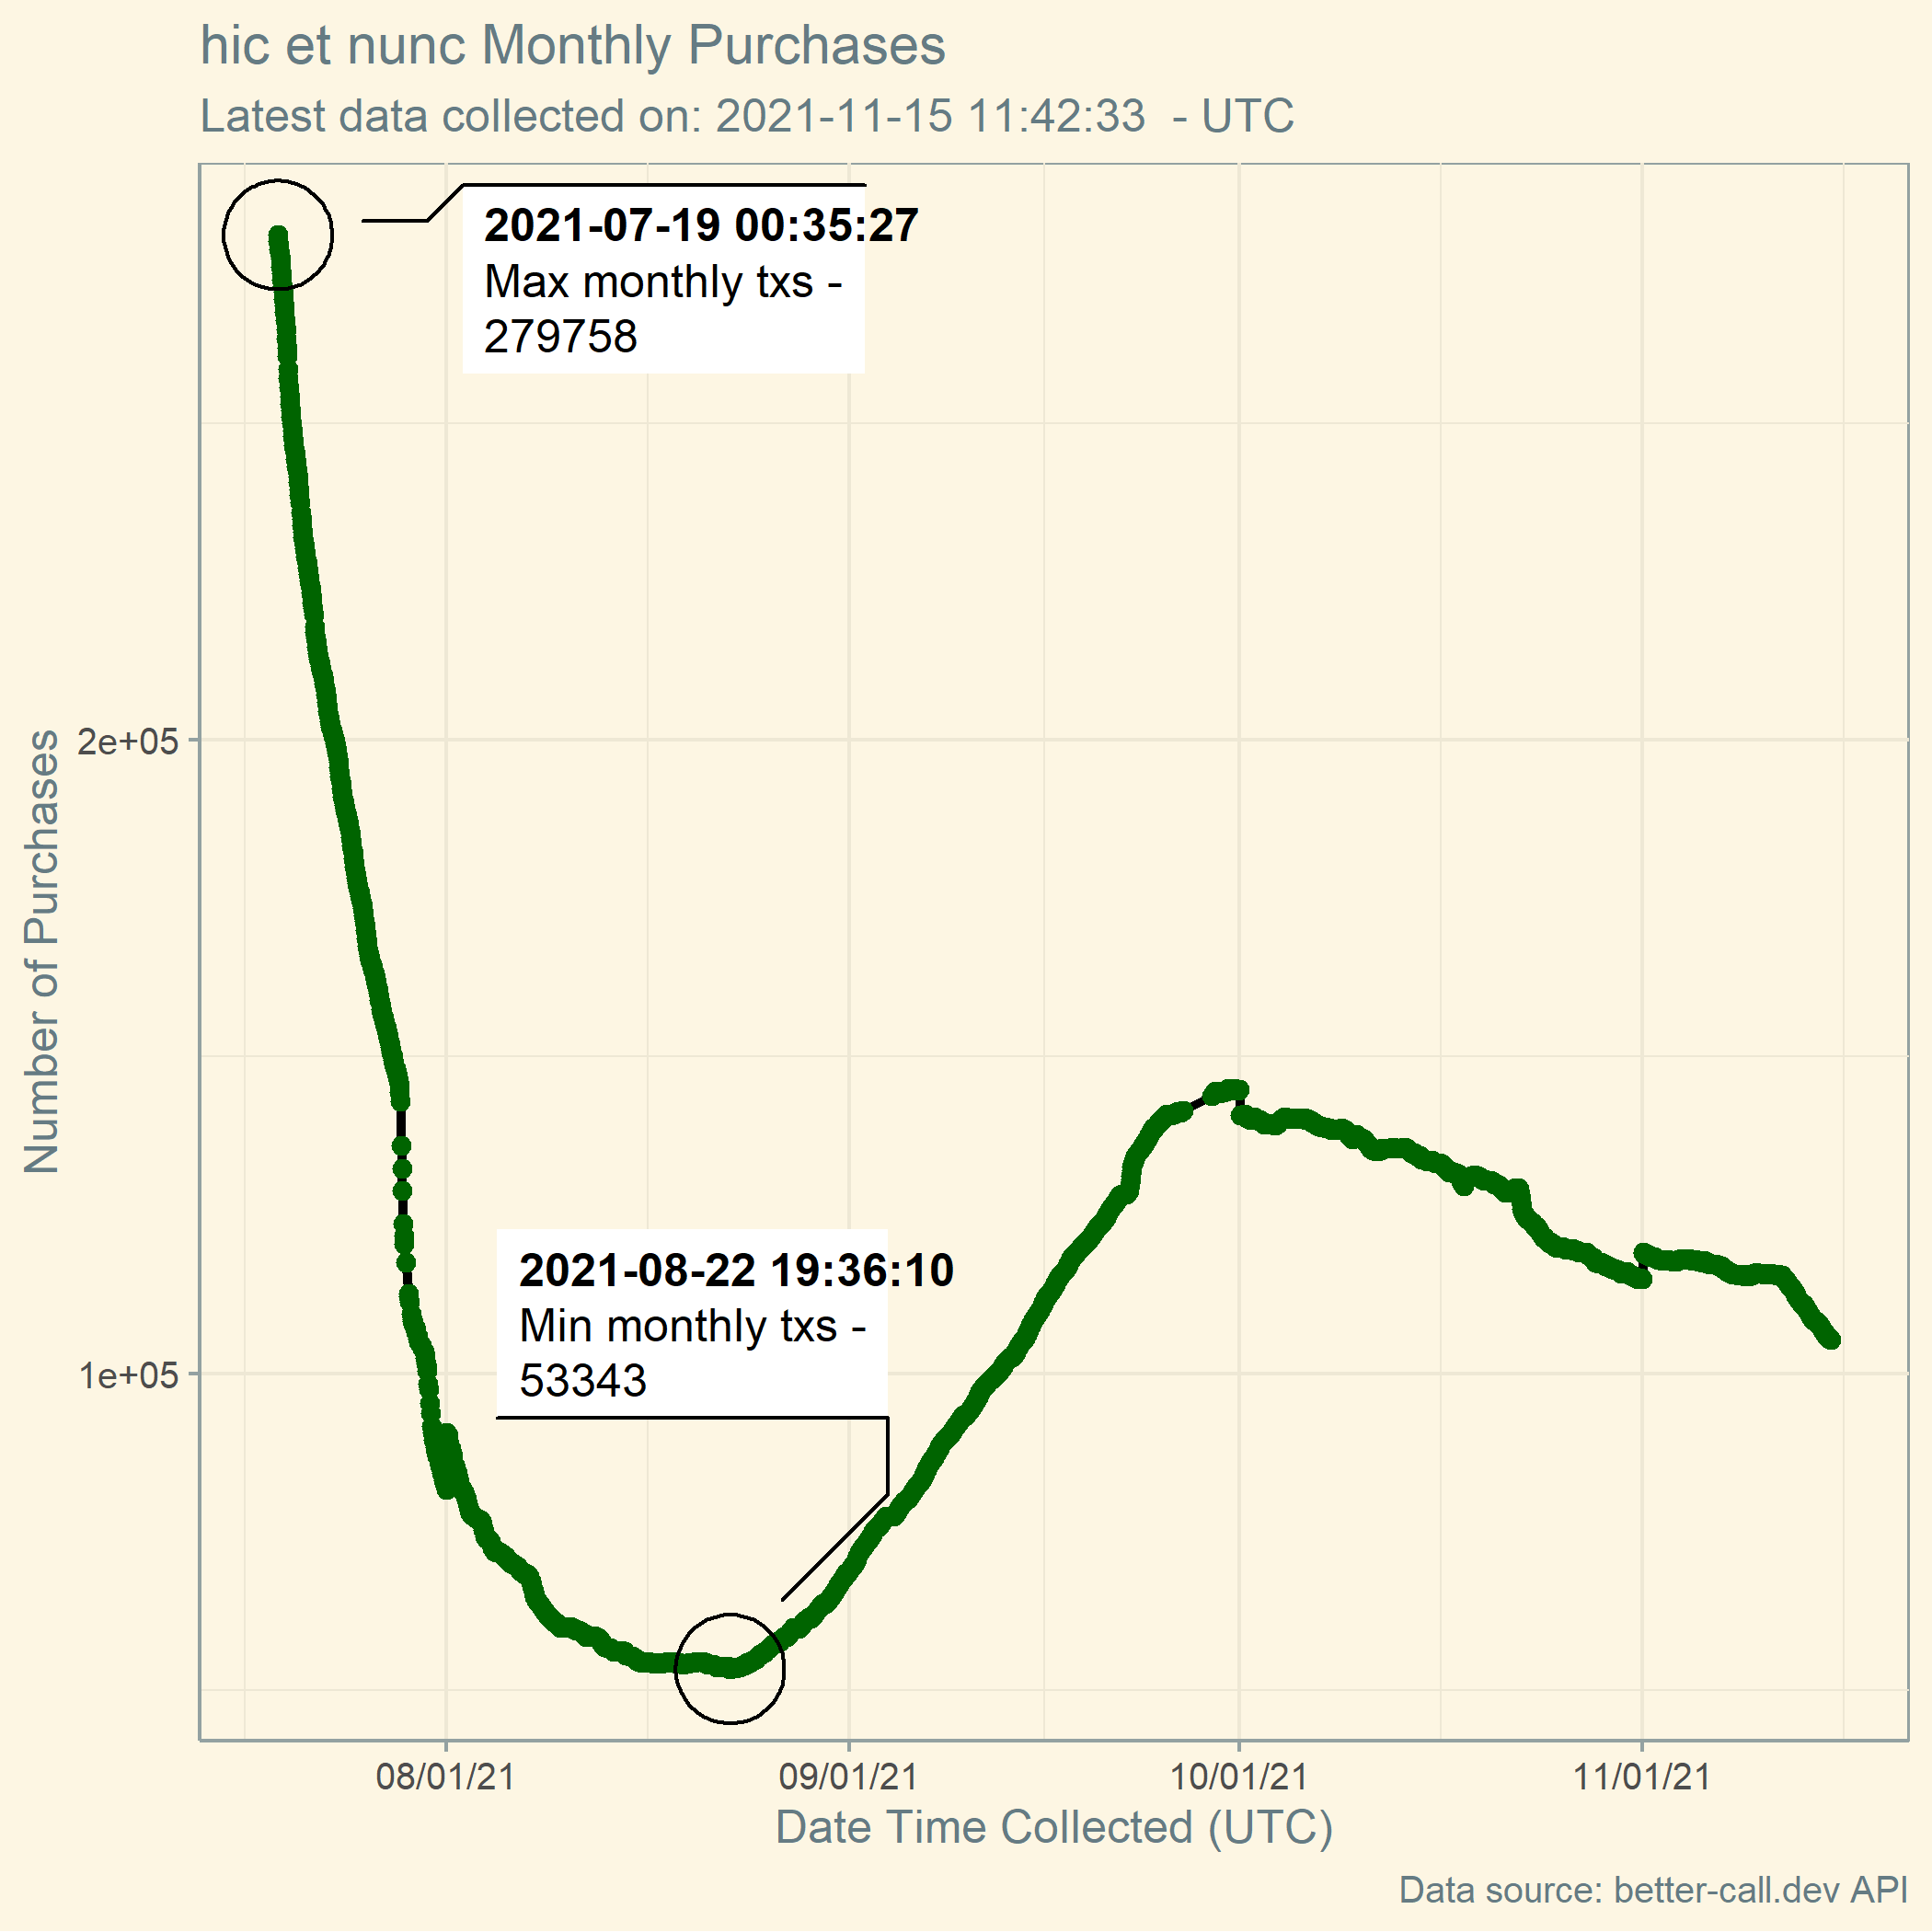 hic et nunc Monthly Purchases
Latest data collected on: 2021-11-15 11:42:33  - UTC
2021-07-19 00:35:27
Max monthly txs -
279758
2e+05
Number of Purchases
2021-08-22 19:36:10
Min monthly txs -
53343
1e+05
08/01/21 09/01/21 10/01/21 11/01/21
Date Time Collected (UTC)
Data source: better-call.dev API